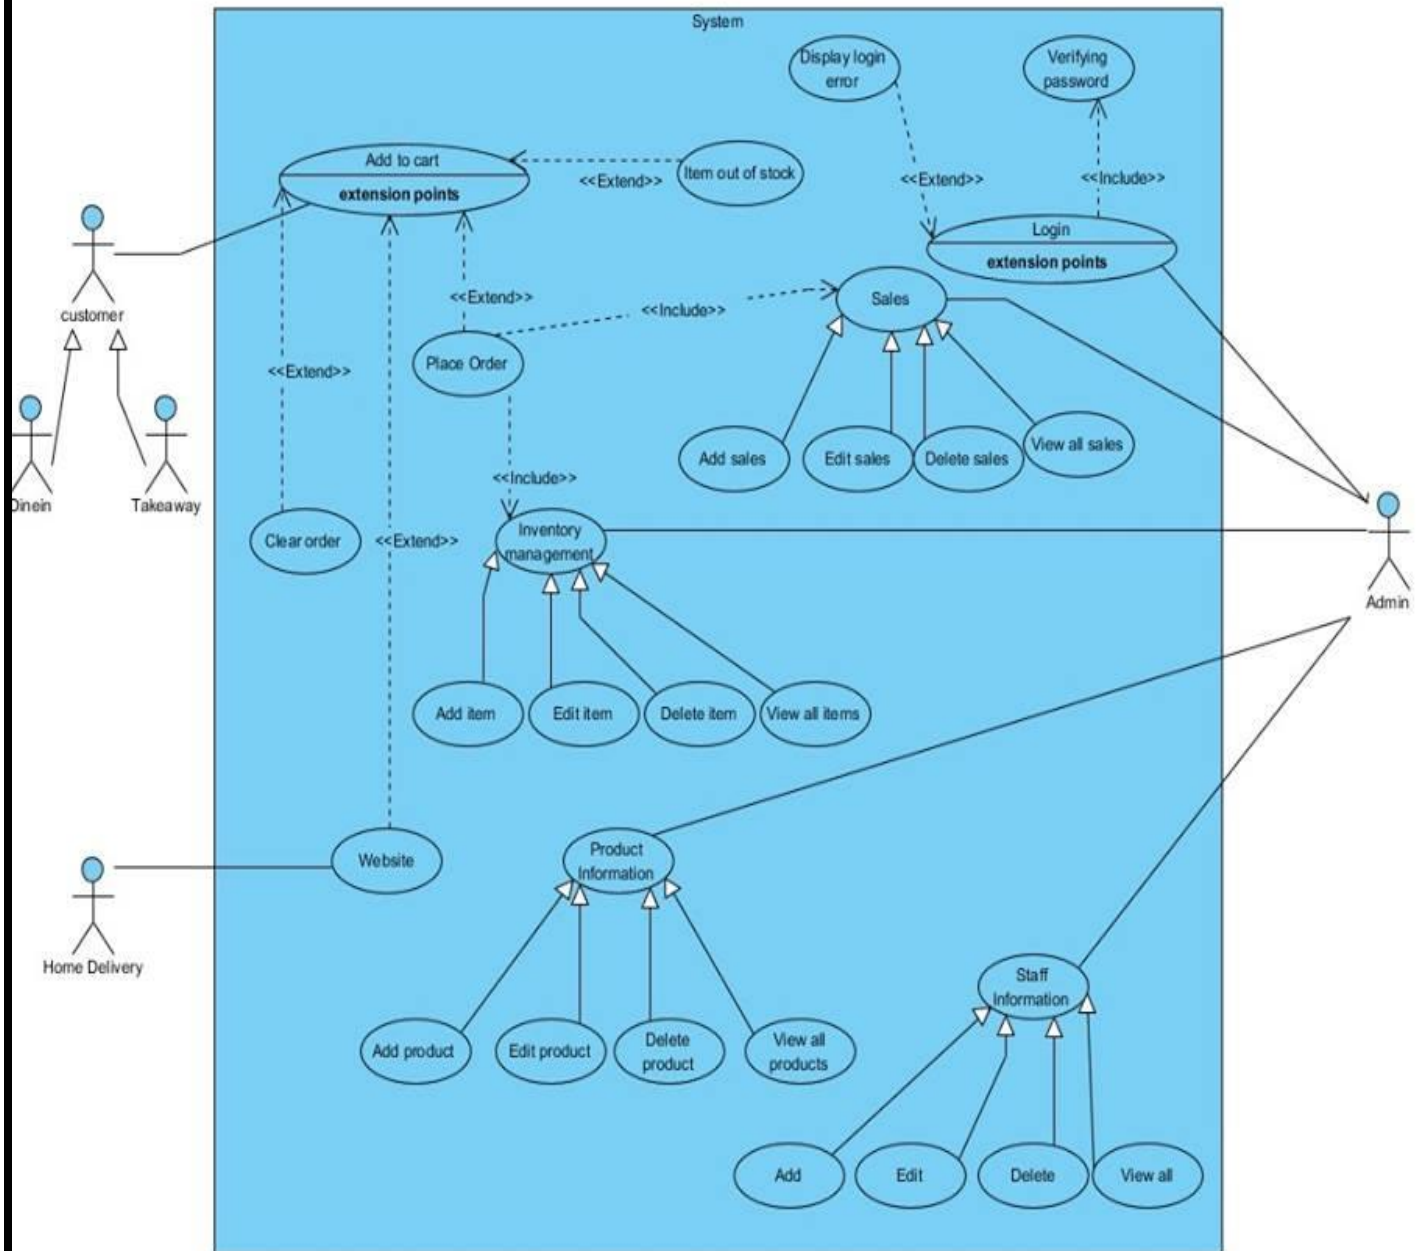 System
Display login
error
Verifying
password
Add to cart
extension points
<<Extend>>
Item out of stock
<<Extend>>
<<Include>>
Login
extension points
customer
<<Extend>>
<<Include>>
Sales
Place Order
<<Extend>>
Add sales
Edit sales
Delete sales
View all sales
Dinein
Takeaway
<<Include>>
Clear order
<<Extend>>
Inventory
management
Admin
Add item
Edit item
Delete item
View all items
Website
Product
Information
Home Delivery
Staff
Information
Add product
Edit product
Delete
product
View all
products
Add
Edit
Delete
View all